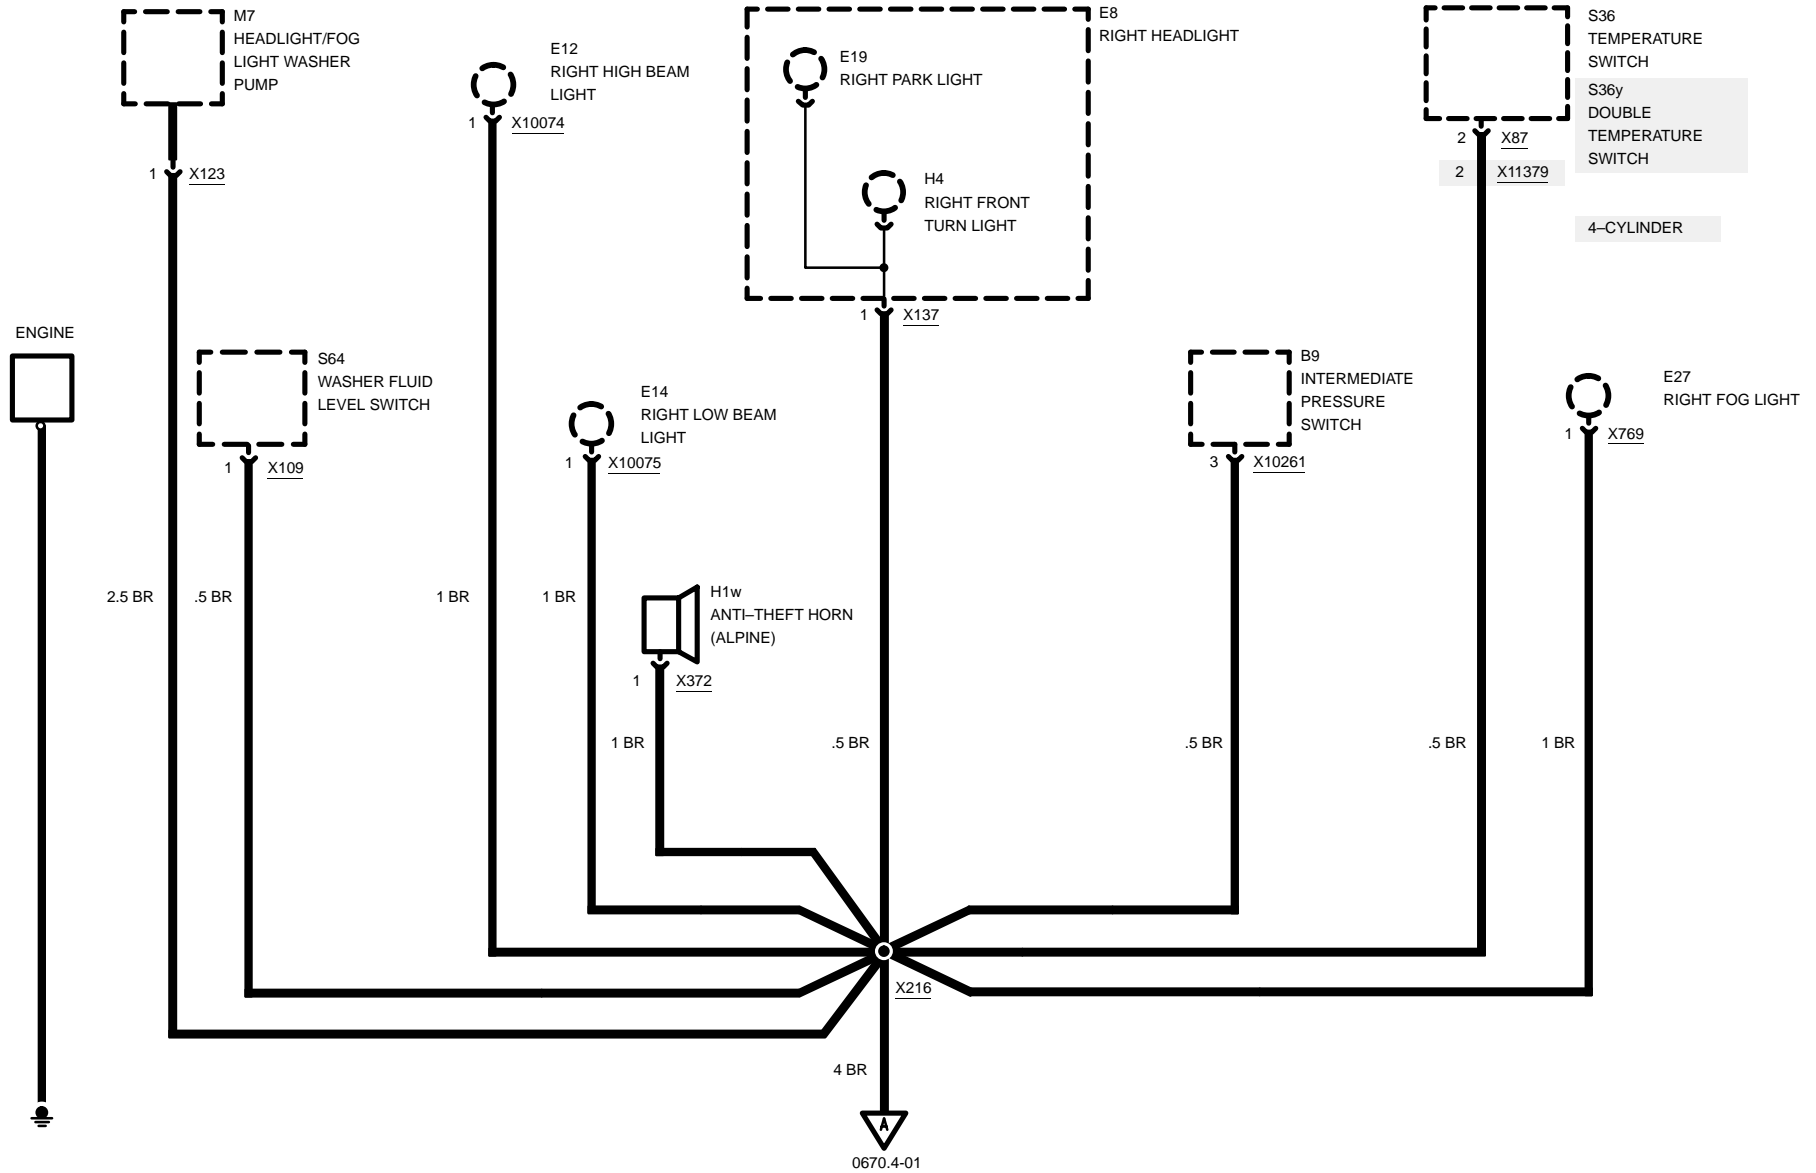 M7
HEADLIGHT/FOG
LIGHT WASHER
PUMP
1 X123
E12
RIGHT HIGH BEAM
LIGHT
1 X10074
E8
RIGHT HEADLIGHT
E19
RIGHT PARK LIGHT
H4
RIGHT FRONT
TURN LIGHT
1 X137
S36
TEMPERATURE
SWITCH
S36y
DOUBLE
TEMPERATURE
SWITCH
2 X87
2 X11379
4–CYLINDER
ENGINE
S64
WASHER FLUID
LEVEL SWITCH
1 X109
E14
RIGHT LOW BEAM
LIGHT
1 X10075
B9
INTERMEDIATE
PRESSURE
SWITCH
3 X10261
E27
RIGHT FOG LIGHT
1 X769
2.5 BR
.5 BR
1 BR
1 BR
H1w
ANTI–THEFT HORN
(ALPINE)
1 X372
1 BR
.5 BR
.5 BR
.5 BR
1 BR
X216
4 BR
A
0670.4-01